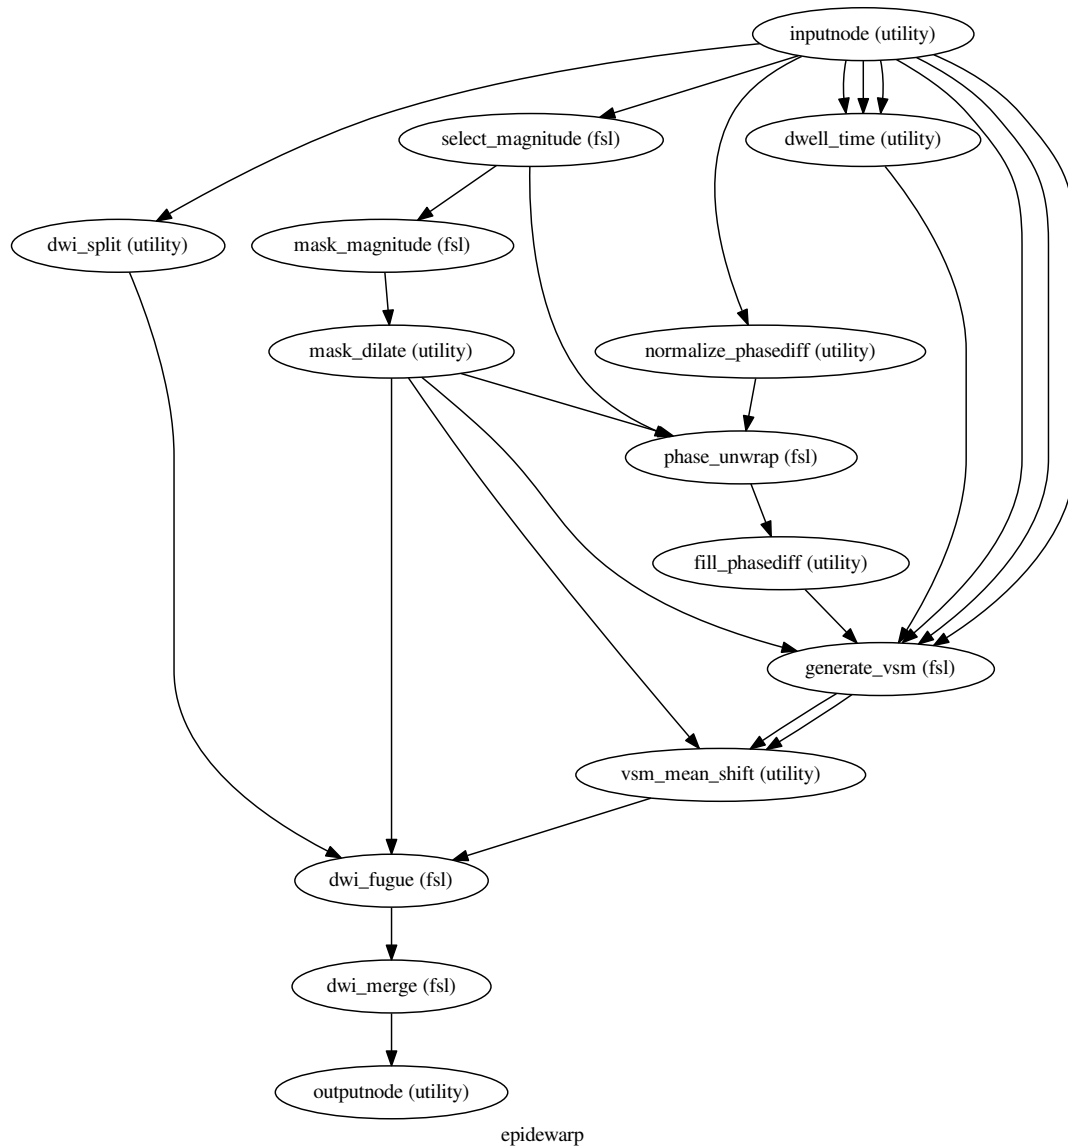 inputnode (utility)
select_magnitude (fsl)
dwell_time (utility)
dwi_split (utility)
mask_magnitude (fsl)
mask_dilate (utility)
normalize_phasediff (utility)
phase_unwrap (fsl)
fill_phasediff (utility)
generate_vsm (fsl)
vsm_mean_shift (utility)
dwi_fugue (fsl)
dwi_merge (fsl)
outputnode (utility)
epidewarp